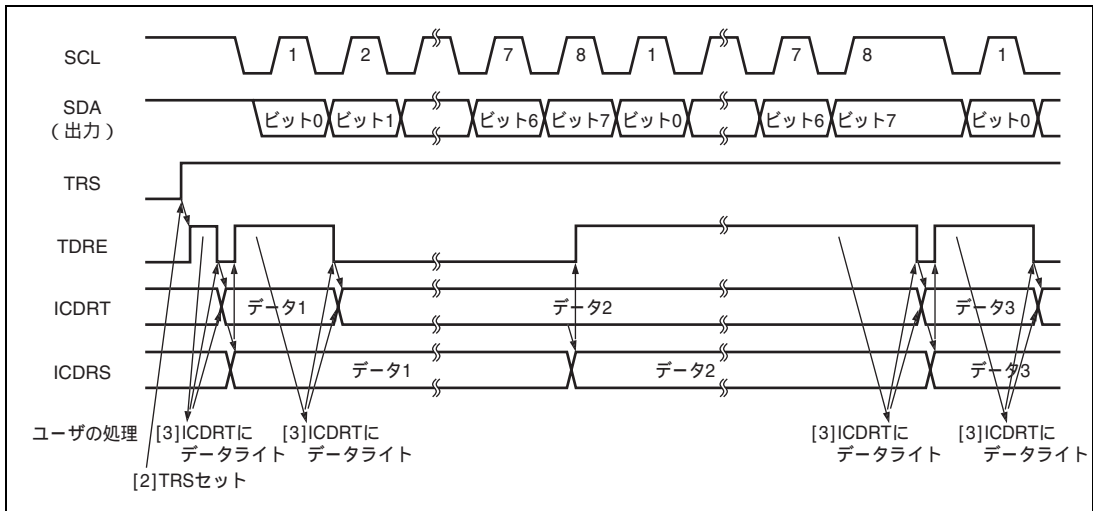 SCL 1 2 7 8 1 7 8 1
SDA
（出力） ビット0 ビット1 ビット6 ビット7 ビット0 ビット6 ビット7 ビット0
TRS
TDRE
ICDRT データ1 データ2 データ3
ICDRS データ1 データ2 データ3
ユーザの処理 [3]ICDRTに [3]ICDRTに [3]ICDRTに [3]ICDRTに
データライト データライト データライト データライト
[2]TRSセット